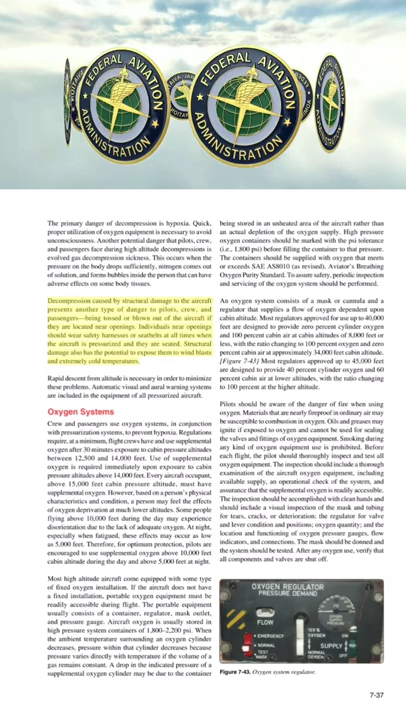 FEDERAL AVIATION
ADMINISTRATION
FEDERAL AVIATION
ADMINISTRATION
The primary danger of decompression is hypoxia. Quick,
proper utilization of oxygen equipment is necessary to avoid
unconsciousness. Another potential danger that pilots, crew,
and passengers face during high altitude decompressions is
evolved gas decompression sickness. This occurs when the
pressure on the body drops sufficiently, nitrogen comes out
of solution, and forms bubbles inside the person that can have
adverse effects on some body tissues.
Decompression caused by structural damage to the aircraft
presents another type of danger to pilots, crew, and
passengers—being tossed or blown out of the aircraft if
they are located near openings. Individuals near openings
should wear safety harnesses or seatbelts at all times when
the aircraft is pressurized and they are seated. Structural
damage also has the potential to expose them to wind blasts
and extremely cold temperatures.
Rapid descent from altitude is necessary in order to minimize
these problems. Automatic visual and aural warning systems
are included in the equipment of all pressurized aircraft.
Oxygen Systems
Crew and passengers use oxygen systems, in conjunction
with pressurization systems, to prevent hypoxia. Regulations
require, at a minimum, flight crews have and use supplemental
oxygen after 30 minutes exposure to cabin pressure altitudes
between 12,500 and 14,000 feet. Use of supplemental
oxygen is required immediately upon exposure to cabin
pressure altitudes above 14,000 feet. Every aircraft occupant,
above 15,000 feet cabin pressure altitude, must have
supplemental oxygen. However, based on a person's physical
characteristics and condition, a person may feel the effects
of oxygen deprivation at much lower altitudes. Some people
flying above 10,000 feet during the day may experience
disorientation due to the lack of adequate oxygen. At night,
especially when fatigued, these effects may occur as low
as 5,000 feet. Therefore, for optimum protection, pilots are
encouraged to use supplemental oxygen above 10,000 feet
cabin altitude during the day and above 5,000 feet at night.
Most high altitude aircraft come equipped with some type
of fixed oxygen installation. If the aircraft does not have
a fixed installation, portable oxygen equipment must be
readily accessible during flight. The portable equipment
usually consists of a container, regulator, mask outlet,
and pressure gauge. Aircraft oxygen is usually stored in
high pressure system containers of 1,800–2,200 psi. When
the ambient temperature surrounding an oxygen cylinder
decreases, pressure within that cylinder decreases because
pressure varies directly with temperature if the volume of a
gas remains constant. A drop in the indicated pressure of a
supplemental oxygen cylinder may be due to the container
being stored in an unheated area of the aircraft rather than
an actual depletion of the oxygen supply. High pressure
oxygen containers should be marked with the psi tolerance
(i.e., 1,800 psi) before filling the container to that pressure.
The containers should be supplied with oxygen that meets
or exceeds SAE AS8010 (as revised), Aviator's Breathing
Oxygen Purity Standard. To assure safety, periodic inspection
and servicing of the oxygen system should be performed.
An oxygen system consists of a mask or cannula and a
regulator that supplies a flow of oxygen dependent upon
cabin altitude. Most regulators approved for use up to 40,000
feet are designed to provide zero percent cylinder oxygen
and 100 percent cabin air at cabin altitudes of 8,000 feet or
less, with the ratio changing to 100 percent oxygen and zero
percent cabin air at approximately 34,000 feet cabin altitude.
[Figure 7-43] Most regulators approved up to 45,000 feet
are designed to provide 40 percent cylinder oxygen and 60
percent cabin air at lower altitudes, with the ratio changing
to 100 percent at the higher altitude.
Pilots should be aware of the danger of fire when using
oxygen. Materials that are nearly fireproof in ordinary air may
be susceptible to combustion in oxygen. Oils and greases may
ignite if exposed to oxygen and cannot be used for sealing
the valves and fittings of oxygen equipment. Smoking during
any kind of oxygen equipment use is prohibited. Before
each flight, the pilot should thoroughly inspect and test all
oxygen equipment. The inspection should include a thorough
examination of the aircraft oxygen equipment, including
available supply, an operational check of the system, and
assurance that the supplemental oxygen is readily accessible.
The inspection should be accomplished with clean hands and
should include a visual inspection of the mask and tubing
for tears, cracks, or deterioration; the regulator for valve
and lever condition and positions; oxygen quantity; and the
location and functioning of oxygen pressure gauges, flow
indicators, and connections. The mask should be donned and
the system should be tested. After any oxygen use, verify that
all components and valves are shut off.
OXYGEN REGULATOR
PRESSURE DEMAND
FLOW
EMERGENCY
NORMAL
TEST
MASK
100%
OXYGEN
NORMAL
OXYGEN
ON
SUPPLY
OFF
Figure 7-43. Oxygen system regulator.
7-37